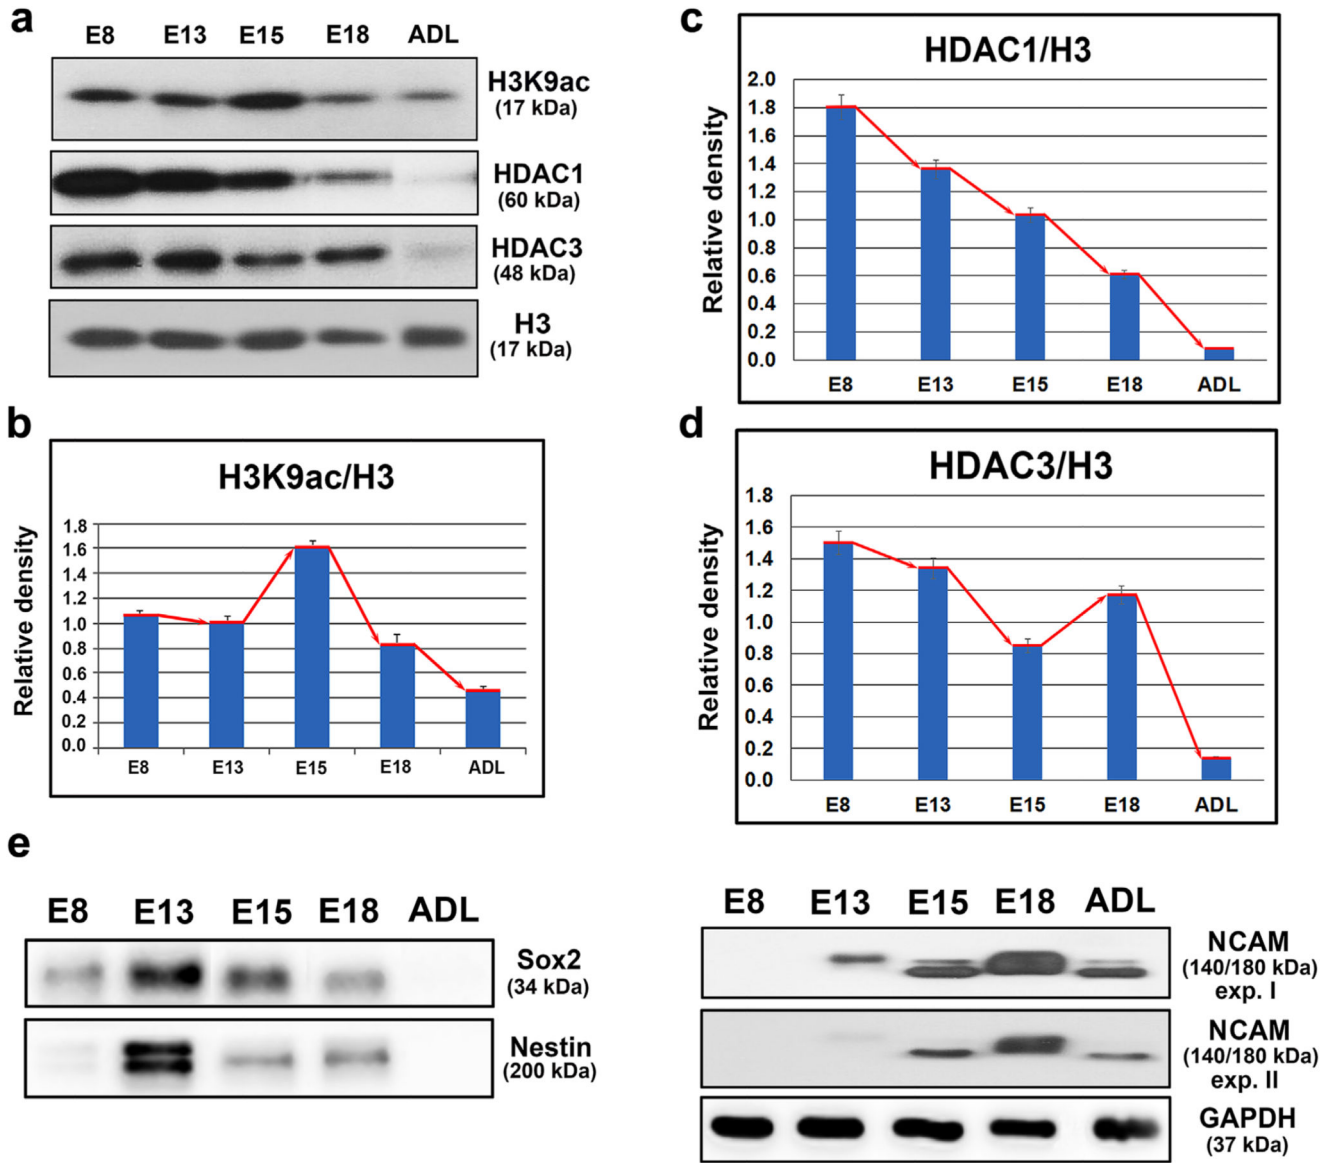 a
E8 E13 E15 E18 ADL
H3K9ac
(17 kDa)
HDAC1
(60 kDa)
HDAC3
(48 kDa)
H3
(17 kDa)
b
H3K9ac/H3
Relative density
1.8
1.6
1.4
1.2
1.0
0.8
0.6
0.4
0.2
0.0
E8 E13 E15 E18 ADL
c
HDAC1/H3
Relative density
2.0
1.8
1.6
1.4
1.2
1.0
0.8
0.6
0.4
0.2
0.0
E8 E13 E15 E18 ADL
d
HDAC3/H3
Relative density
1.8
1.6
1.4
1.2
1.0
0.8
0.6
0.4
0.2
0.0
E8 E13 E15 E18 ADL
e
E8 E13 E15 E18 ADL
Sox2
(34 kDa)
Nestin
(200 kDa)
E8 E13 E15 E18 ADL
NCAM
(140/180 kDa)
exp. I
NCAM
(140/180 kDa)
exp. II
GAPDH
(37 kDa)